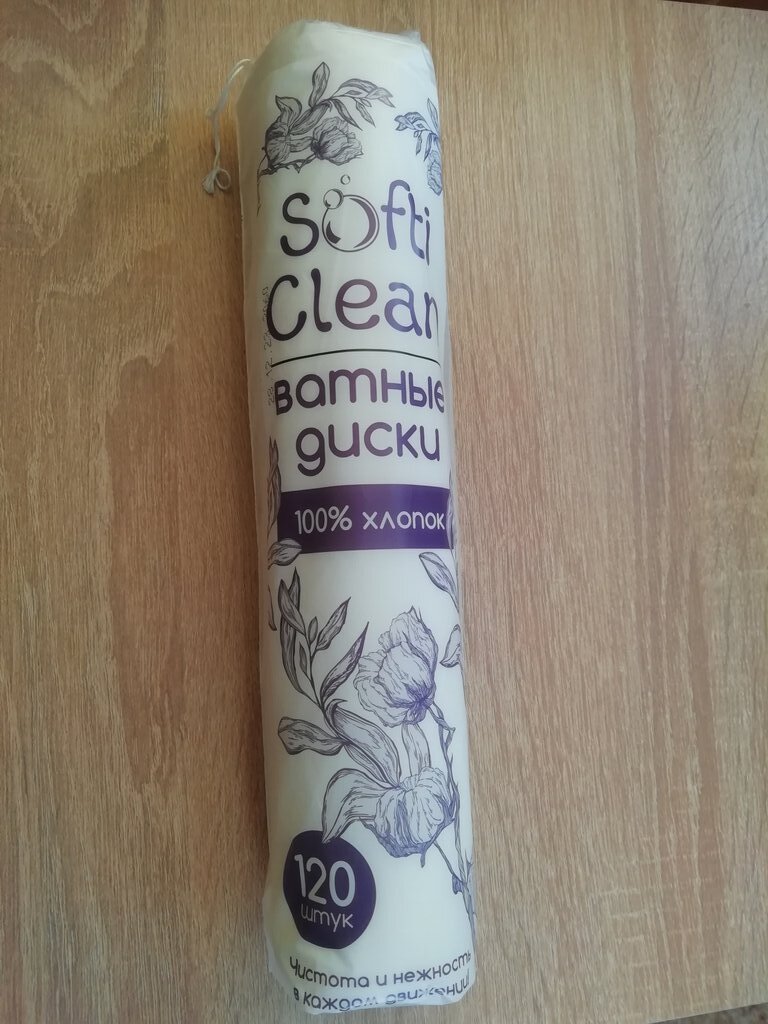 Softi
Clean
ватные
диски
100% хлопок
120
штук
Чистота и нежность
в каждом движении!